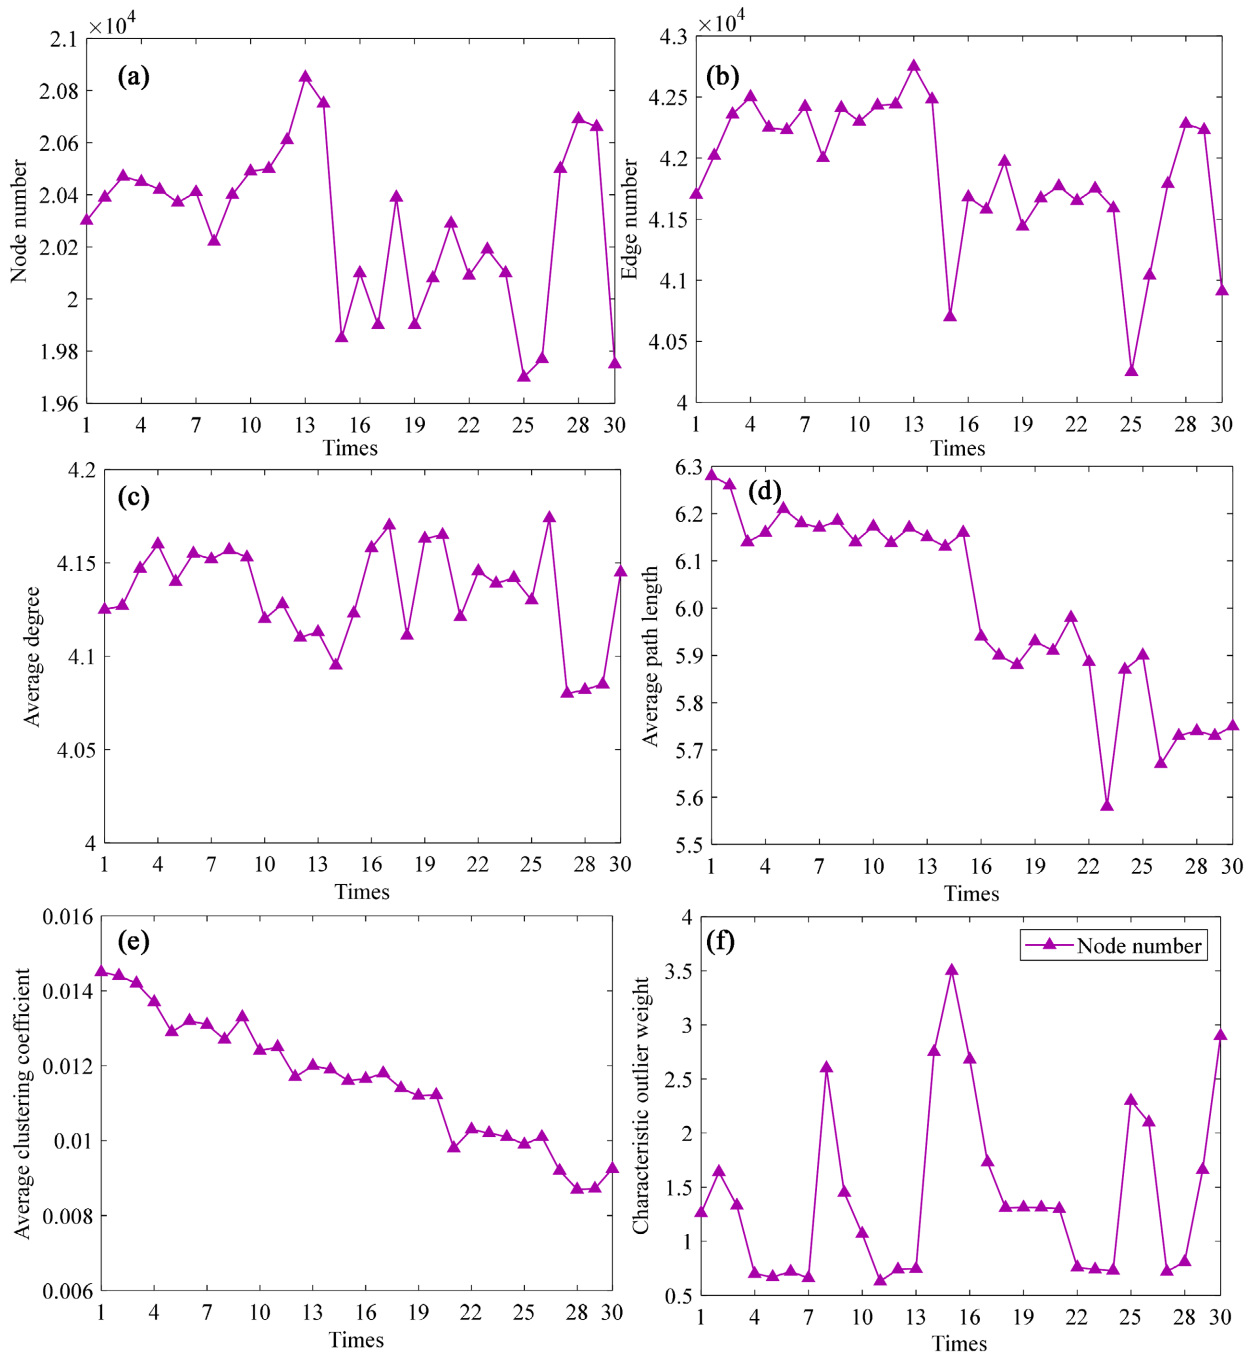 ×10⁴
2.1
2.08
2.06
2.04
2.02
2
1.98
1.96
Node number
(a)
1 4 7 10 13 16 19 22 25 28 30
Times
×10⁴
4.3
4.25
4.2
4.15
4.1
4.05
4
Edge number
(b)
1 4 7 10 13 16 19 22 25 28 30
Times
4.2
4.15
4.1
4.05
4
Average degree
(c)
1 4 7 10 13 16 19 22 25 28 30
Times
6.3
6.2
6.1
6.0
5.9
5.8
5.7
5.6
5.5
Average path length
(d)
1 4 7 10 13 16 19 22 25 28 30
Times
0.016
0.014
0.012
0.01
0.008
0.006
Average clustering coefficient
(e)
1 4 7 10 13 16 19 22 25 28 30
Times
4
3.5
3
2.5
2
1.5
1
0.5
Characteristic outlier weight
(f)
Node number
1 4 7 10 13 16 19 22 25 28 30
Times